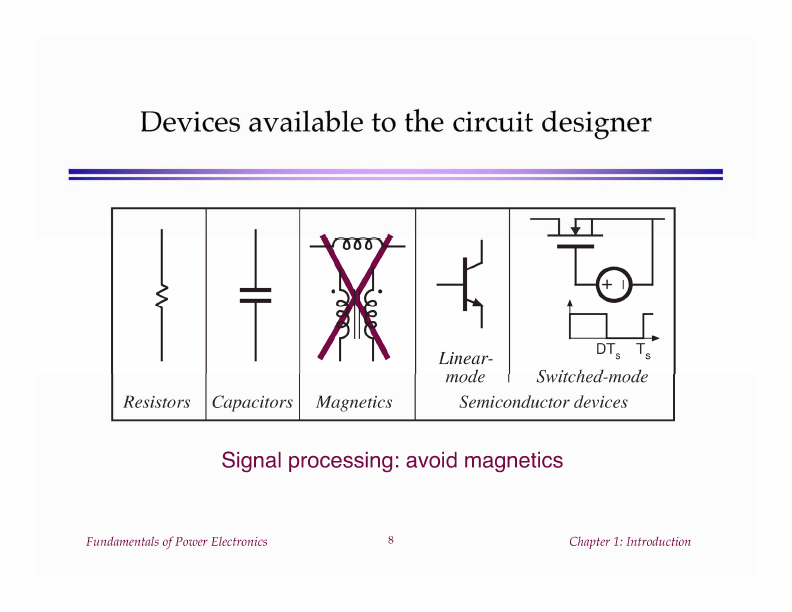 Devices available to the circuit designer
+ –
DTs Ts
Linear-
mode Switched-mode
Resistors Capacitors Magnetics Semiconductor devices
Signal processing: avoid magnetics
Fundamentals of Power Electronics 8 Chapter 1: Introduction